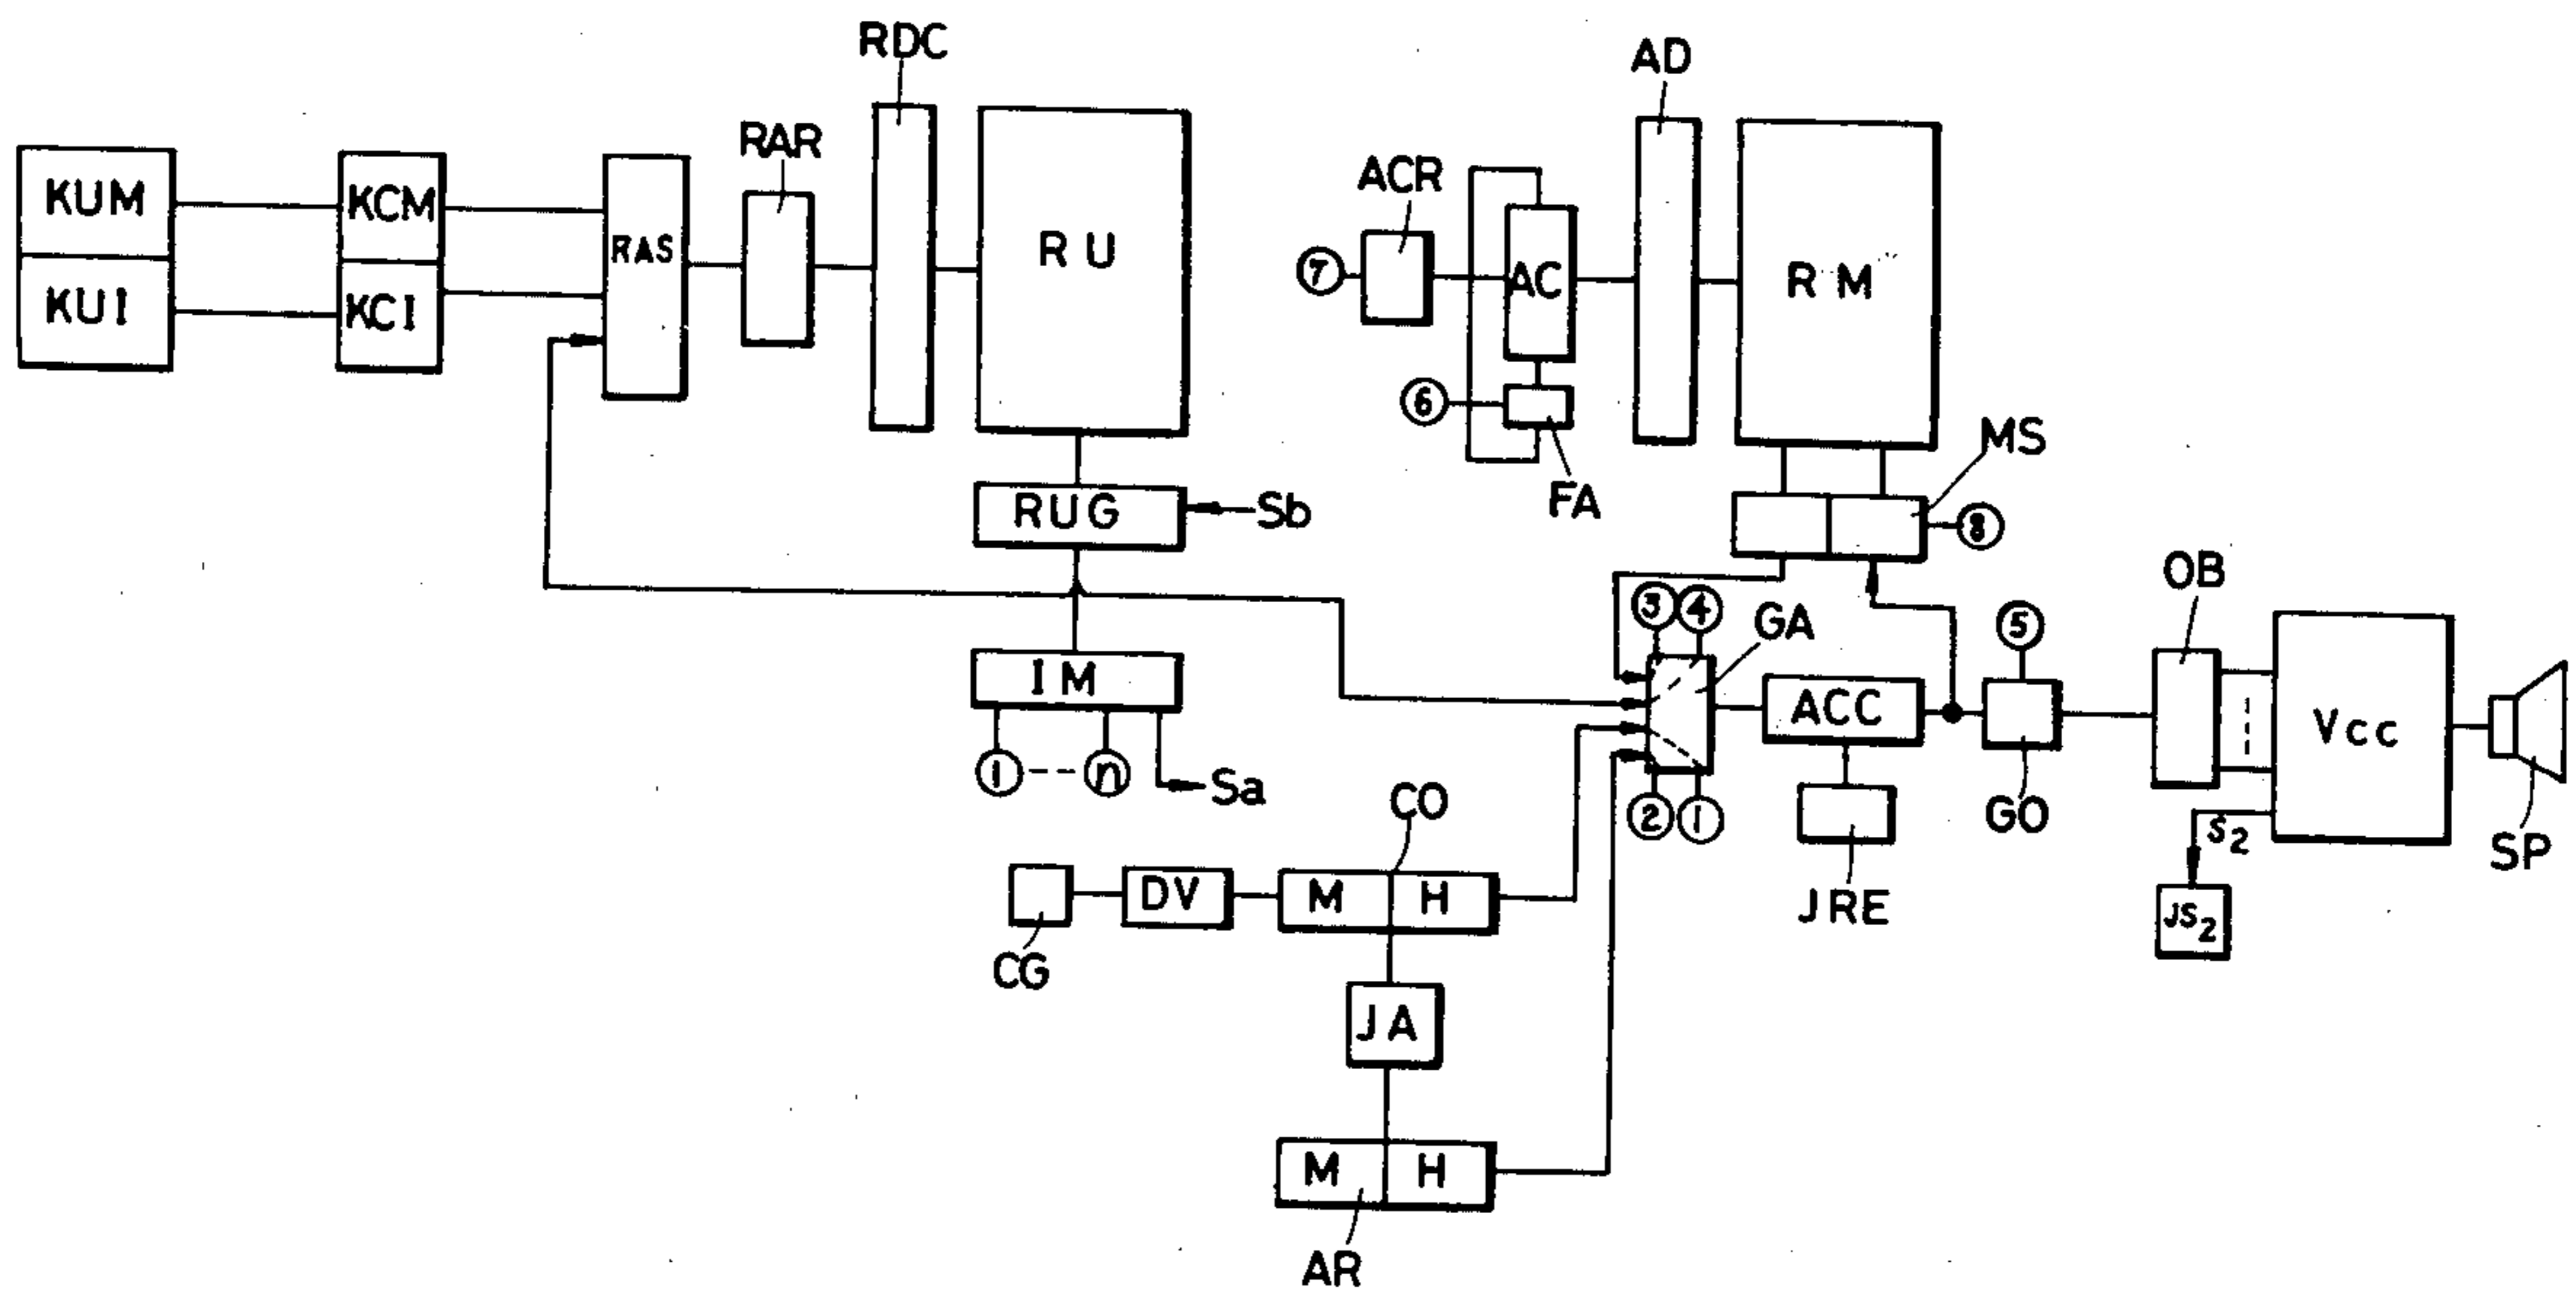 RDC
AD
RAR
ACR
KUM
KCM
RAS
RU
RM
AC
7
KUI
KCI
6
MS
FA
RUG
Sb
8
OB
3
4
GA
5
IM
ACC
Vcc
1
n
Sa
CO
2
1
GO
S2
SP
DV
M
H
JRE
JS2
CG
JA
M
H
AR